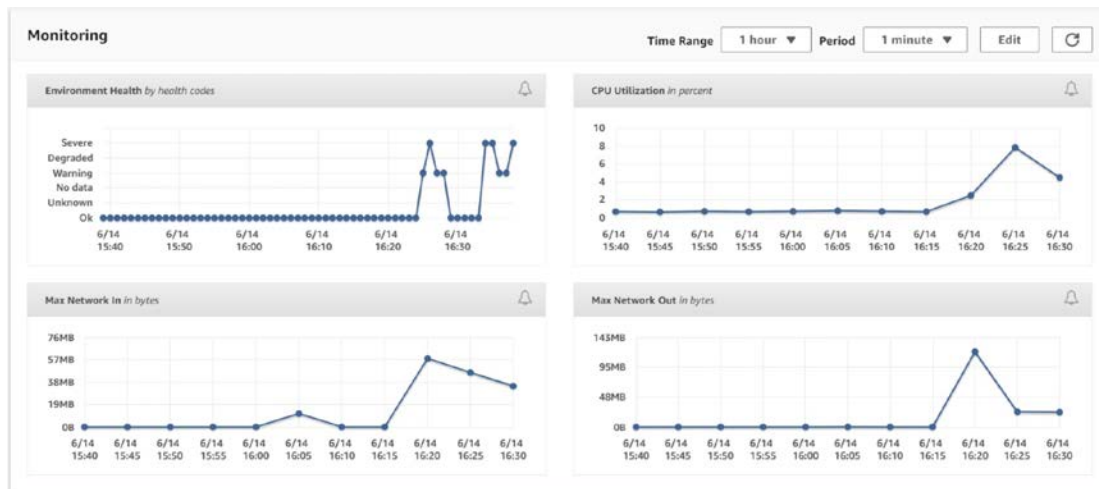 Monitoring
Time Range 1 hour Period 1 minute Edit
Environment Health by health codes
Severe
Degraded
Warning
No data
Unknown
Ok
6/14 6/14 6/14 6/14 6/14 6/14
15:40 15:50 16:00 16:10 16:20 16:30
CPU Utilization in percent
10
8
6
4
2
0
6/14 6/14 6/14 6/14 6/14 6/14 6/14 6/14 6/14 6/14 6/14
15:40 15:45 15:50 15:55 16:00 16:05 16:10 16:15 16:20 16:25 16:30
Max Network In in bytes
76MB
57MB
38MB
19MB
0B
6/14 6/14 6/14 6/14 6/14 6/14 6/14 6/14 6/14 6/14 6/14
15:40 15:45 15:50 15:55 16:00 16:05 16:10 16:15 16:20 16:25 16:30
Max Network Out in bytes
143MB
95MB
48MB
0B
6/14 6/14 6/14 6/14 6/14 6/14 6/14 6/14 6/14 6/14 6/14
15:40 15:45 15:50 15:55 16:00 16:05 16:10 16:15 16:20 16:25 16:30